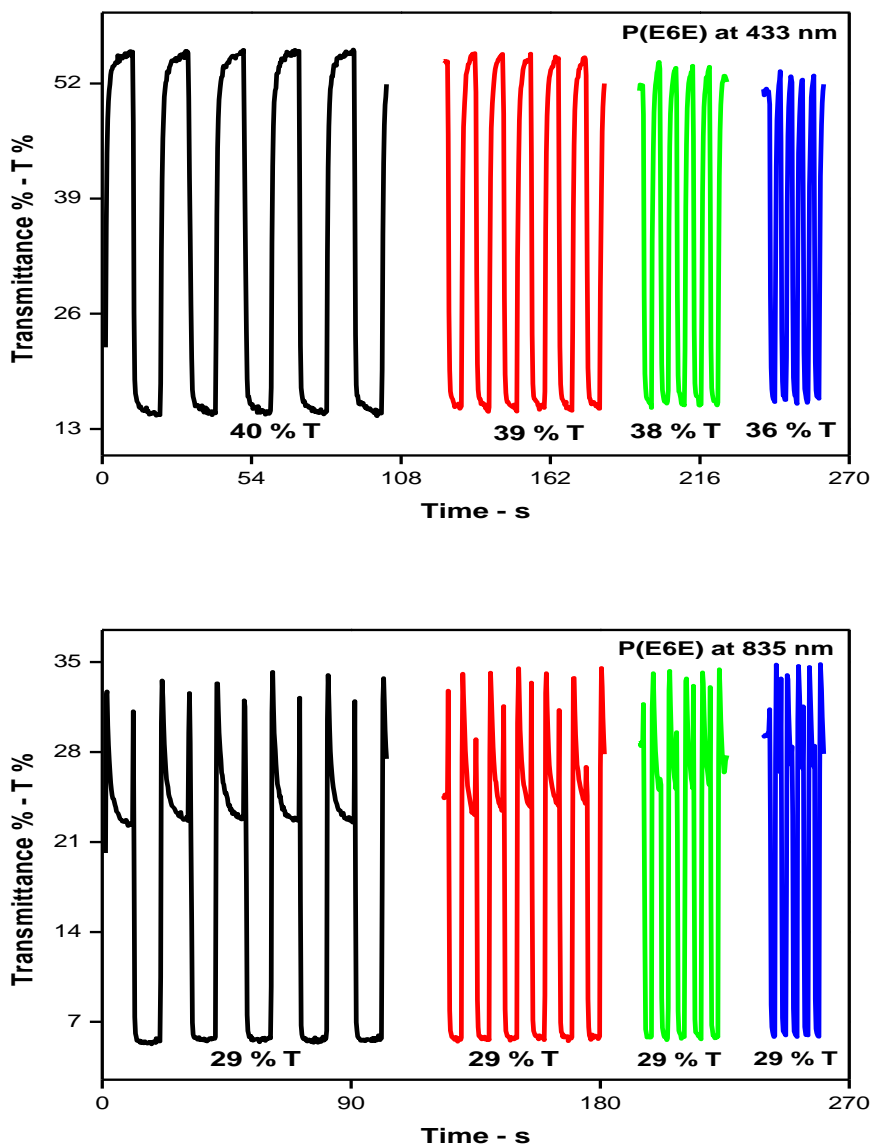 P(E6E) at 433 nm
Transmittance % - T %
52
39
26
13
40 % T
39 % T
38 % T
36 % T
0
54
108
162
216
270
Time - s
P(E6E) at 835 nm
Transmittance % - T %
35
28
21
14
7
29 % T
29 % T
29 % T
29 % T
0
90
180
270
Time - s